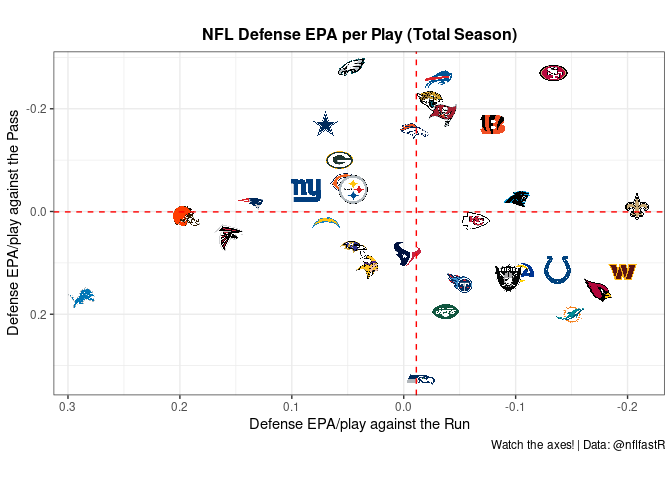 NFL Defense EPA per Play (Total Season)
Defense EPA/play against the Pass
-0.2
0.0
0.2
0.3
0.2
0.1
0.0
-0.1
-0.2
Defense EPA/play against the Run
Watch the axes! | Data: @nflfastR
ny